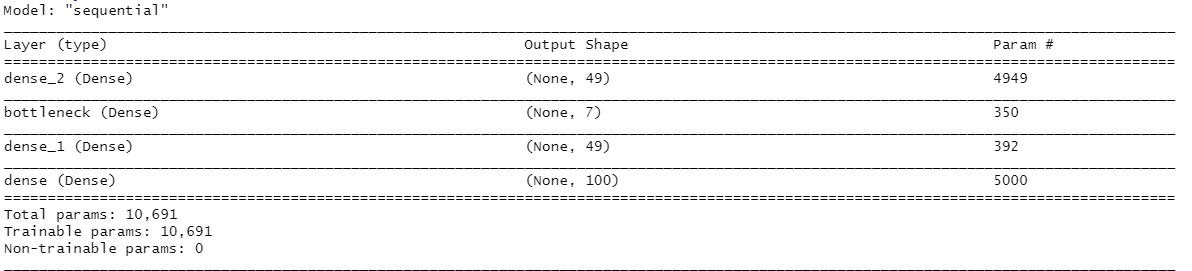 Model: "sequential"
Layer (type) Output Shape Param #
dense_2 (Dense) (None, 49) 4949
bottleneck (Dense) (None, 7) 350
dense_1 (Dense) (None, 49) 392
dense (Dense) (None, 100) 5000
Total params: 10,691
Trainable params: 10,691
Non-trainable params: 0